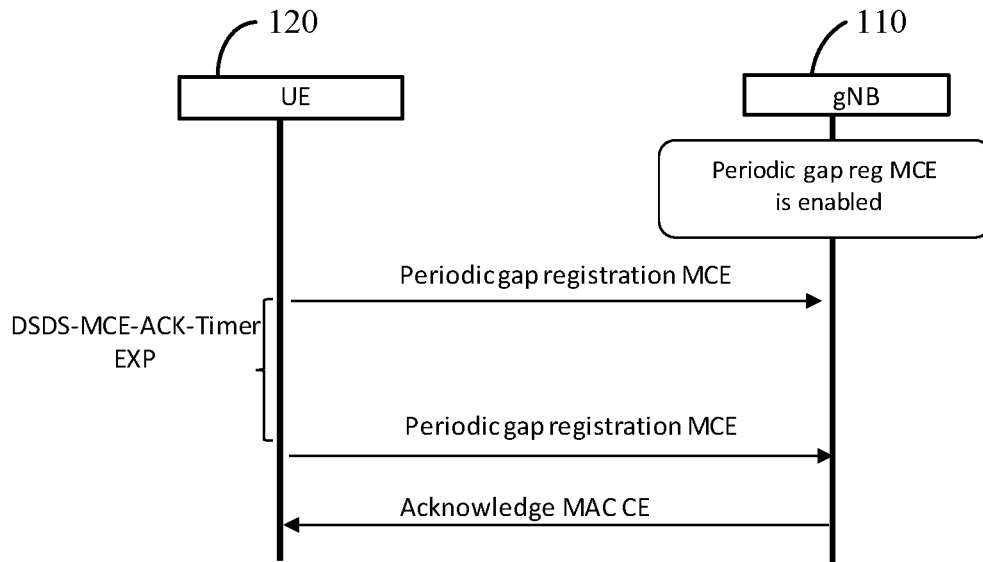 120
110
UE
gNB
Periodic gap reg MCE
is enabled
Periodic gap registration MCE
DSDS-MCE-ACK-Timer
EXP
Periodic gap registration MCE
Acknowledge MAC CE